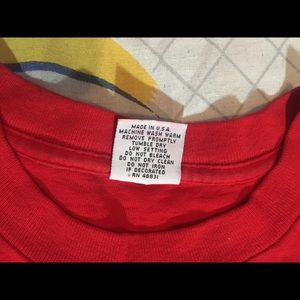 MADE IN U.S.A.
MACHINE WASH WARM
REMOVE PROMPTLY
TUMBLE DRY
LOW SETTING
DO NOT BLEACH
DO NOT DRY CLEAN
DO NOT IRON
IF DECORATED
RN 46831